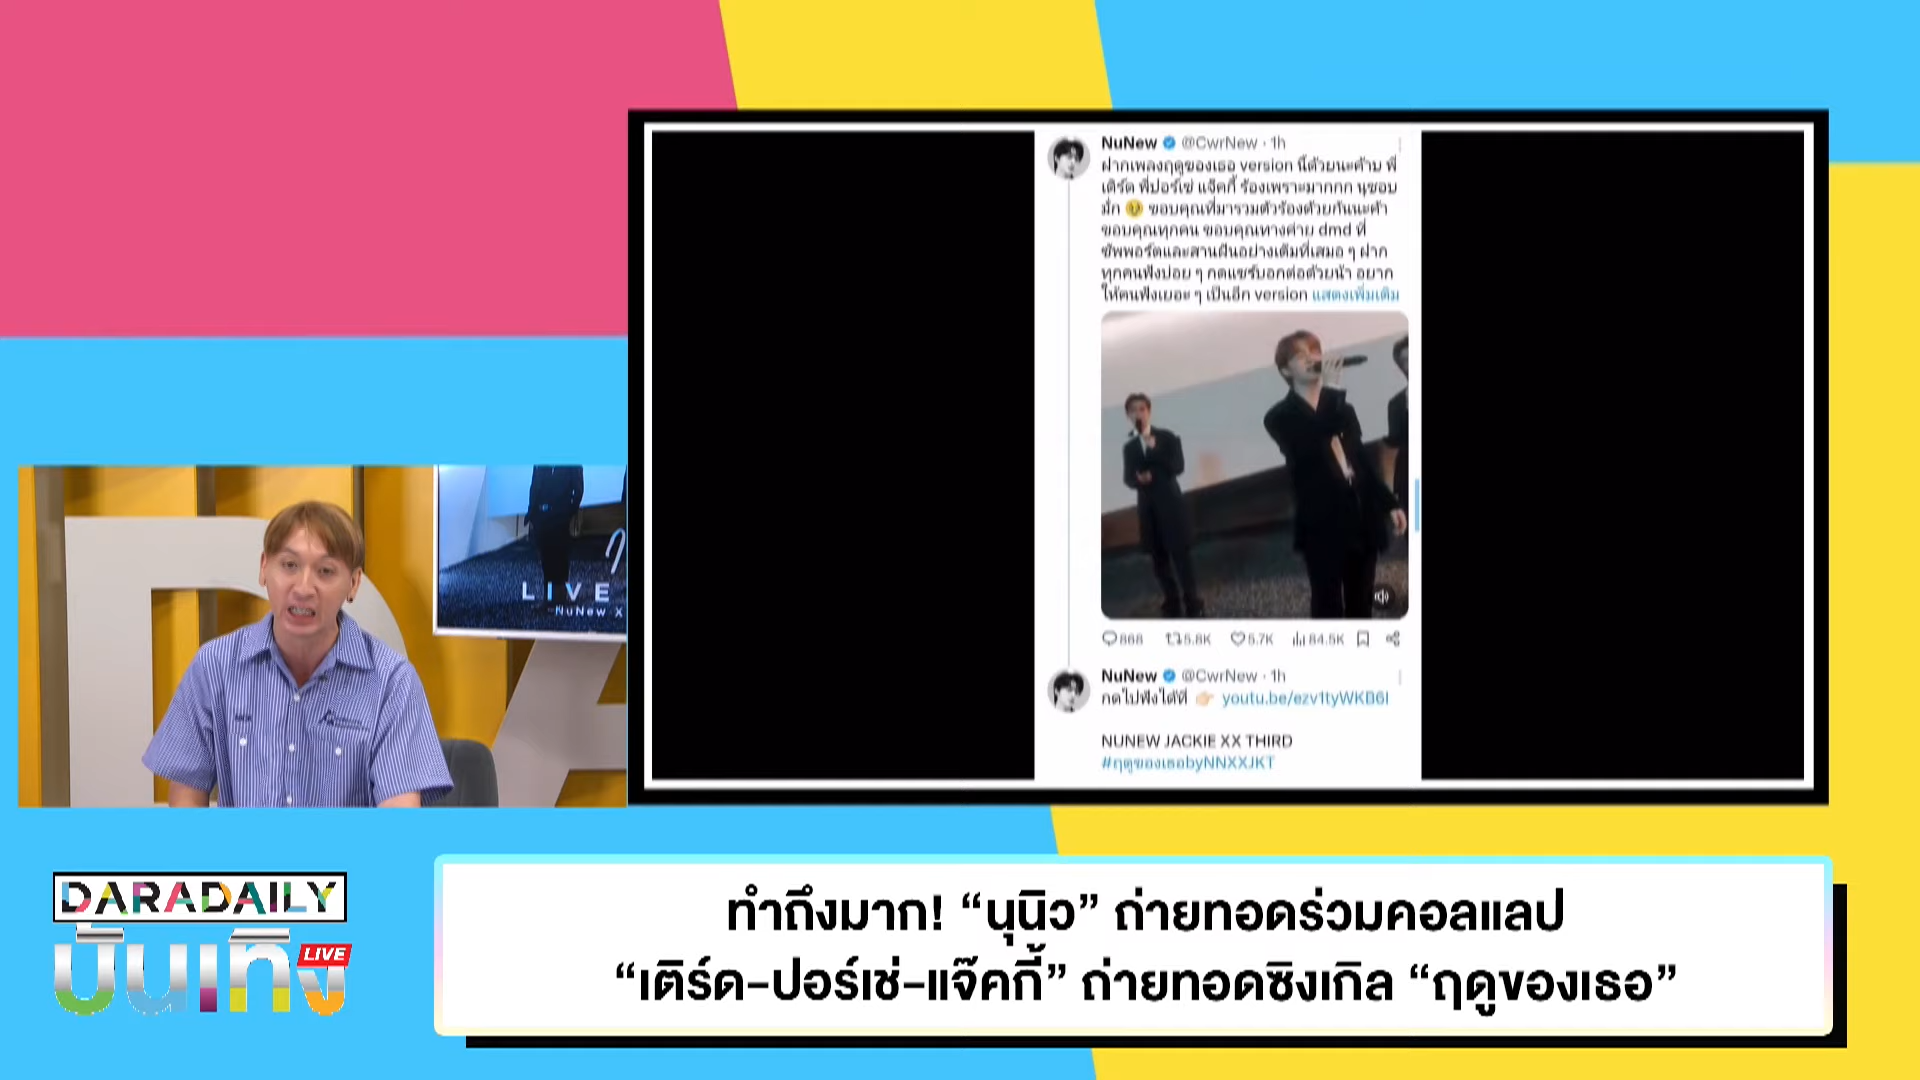 NuNew @CwrNew · 1h
ฝากเพลงฤดูของเธอ version นี้ด้วยนะค้าบ พี่
เติร์ด พี่ปอร์เช่ แจ๊คกี้ ร้องเพราะมากกก นุชอบ
มั่ก ขอบคุณที่มารวมตัวร้องด้วยกันนะค้า
ขอบคุณทุกคน ขอบคุณทางค่าย dmd ที่
ซัพพอร์ตและสานฝันอย่างเต็มที่เสมอ ๆ ฝาก
ทุกคนฟังบ่อย ๆ กดแชร์บอกต่อด้วยน้า อยาก
ให้คนฟังเยอะ ๆ เป็นอีก version แสดงเพิ่มเติม
868 5.8K 5.7K 84.5K
NuNew @CwrNew · 1h
กดไปฟังได้ที่ 👉🏻 youtu.be/ezv1tyWKB6I
NUNEW JACKIE XX THIRD
#ฤดูของเธอbyNNXXJKT
LIVE
NuNew X
DARADAILY
บันเทิง LIVE
ทำถึงมาก! “นุนิว” ถ่ายทอดร่วมคอลแลป
“เติร์ด-ปอร์เช่-แจ๊คกี้” ถ่ายทอดซิงเกิล “ฤดูของเธอ”